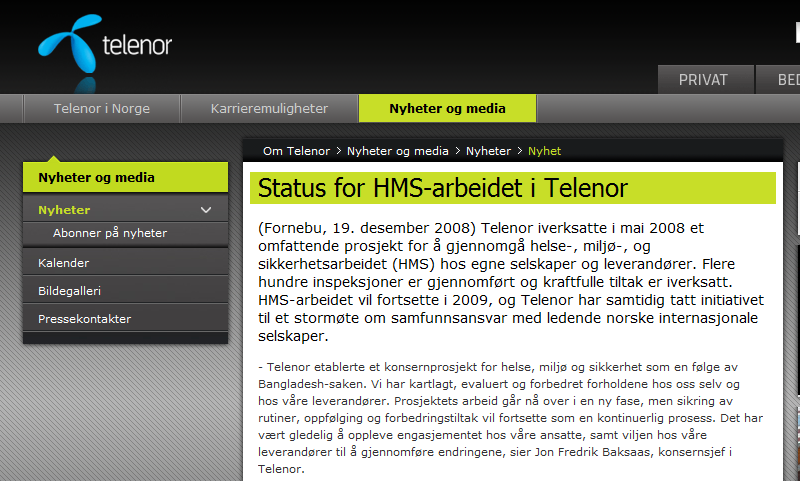 telenor
PRIVAT
Telenor i Norge
Karrieremuligheter
Nyheter og media
Om Telenor > Nyheter og media > Nyheter > Nyhet
Nyheter og media
Nyheter
Abonner på nyheter
Kalender
Bildegalleri
Pressekontakter
Status for HMS-arbeidet i Telenor
(Fornebu, 19. desember 2008) Telenor iverksatte i mai 2008 et
omfattende prosjekt for å gjennomgå helse-, miljø-, og
sikkerhetsarbeidet (HMS) hos egne selskaper og leverandører. Flere
hundre inspeksjoner er gjennomført og kraftfulle tiltak er iverksatt.
HMS-arbeidet vil fortsette i 2009, og Telenor har samtidig tatt initiativet
til et stormøte om samfunnsansvar med ledende norske internasjonale
selskaper.
- Telenor etablerte et konsernprosjekt for helse, miljø og sikkerhet som en følge av
Bangladesh-saken. Vi har kartlagt, evaluert og forbedret forholdene hos oss selv og
hos våre leverandører. Prosjektets arbeid går nå over i en ny fase, men sikring av
rutiner, oppfølging og forbedringstiltak vil fortsette som en kontinuerlig prosess. Det har
vært gledelig å oppleve engasjementet hos våre ansatte, samt viljen hos våre
leverandører til å gjennomføre endringene, sier Jon Fredrik Baksaas, konsernsjef i
Telenor.